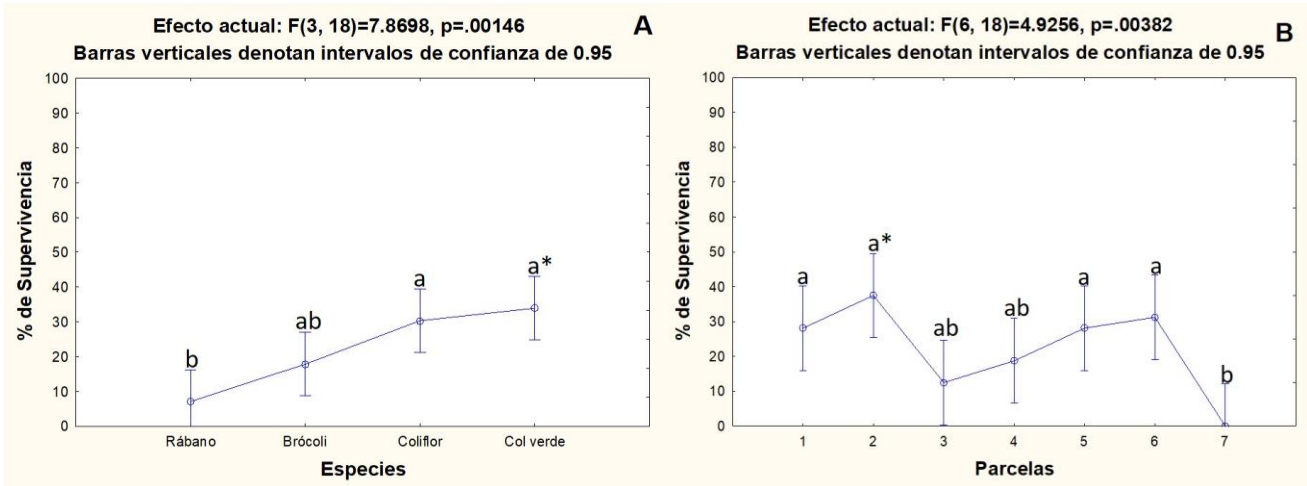 Efecto actual: F(3, 18)=7.8698, p=.00146
A
Barras verticales denotan intervalos de confianza de 0.95
100
90
80
70
60
50
40
30
20
10
0
% de Supervivencia
b
ab
a
a*
Rábano
Brócoli
Coliflor
Col verde
Especies
Efecto actual: F(6, 18)=4.9256, p=.00382
B
Barras verticales denotan intervalos de confianza de 0.95
100
90
80
70
60
50
40
30
20
10
0
% de Supervivencia
a
a*
ab
ab
a
a
b
1
2
3
4
5
6
7
Parcelas